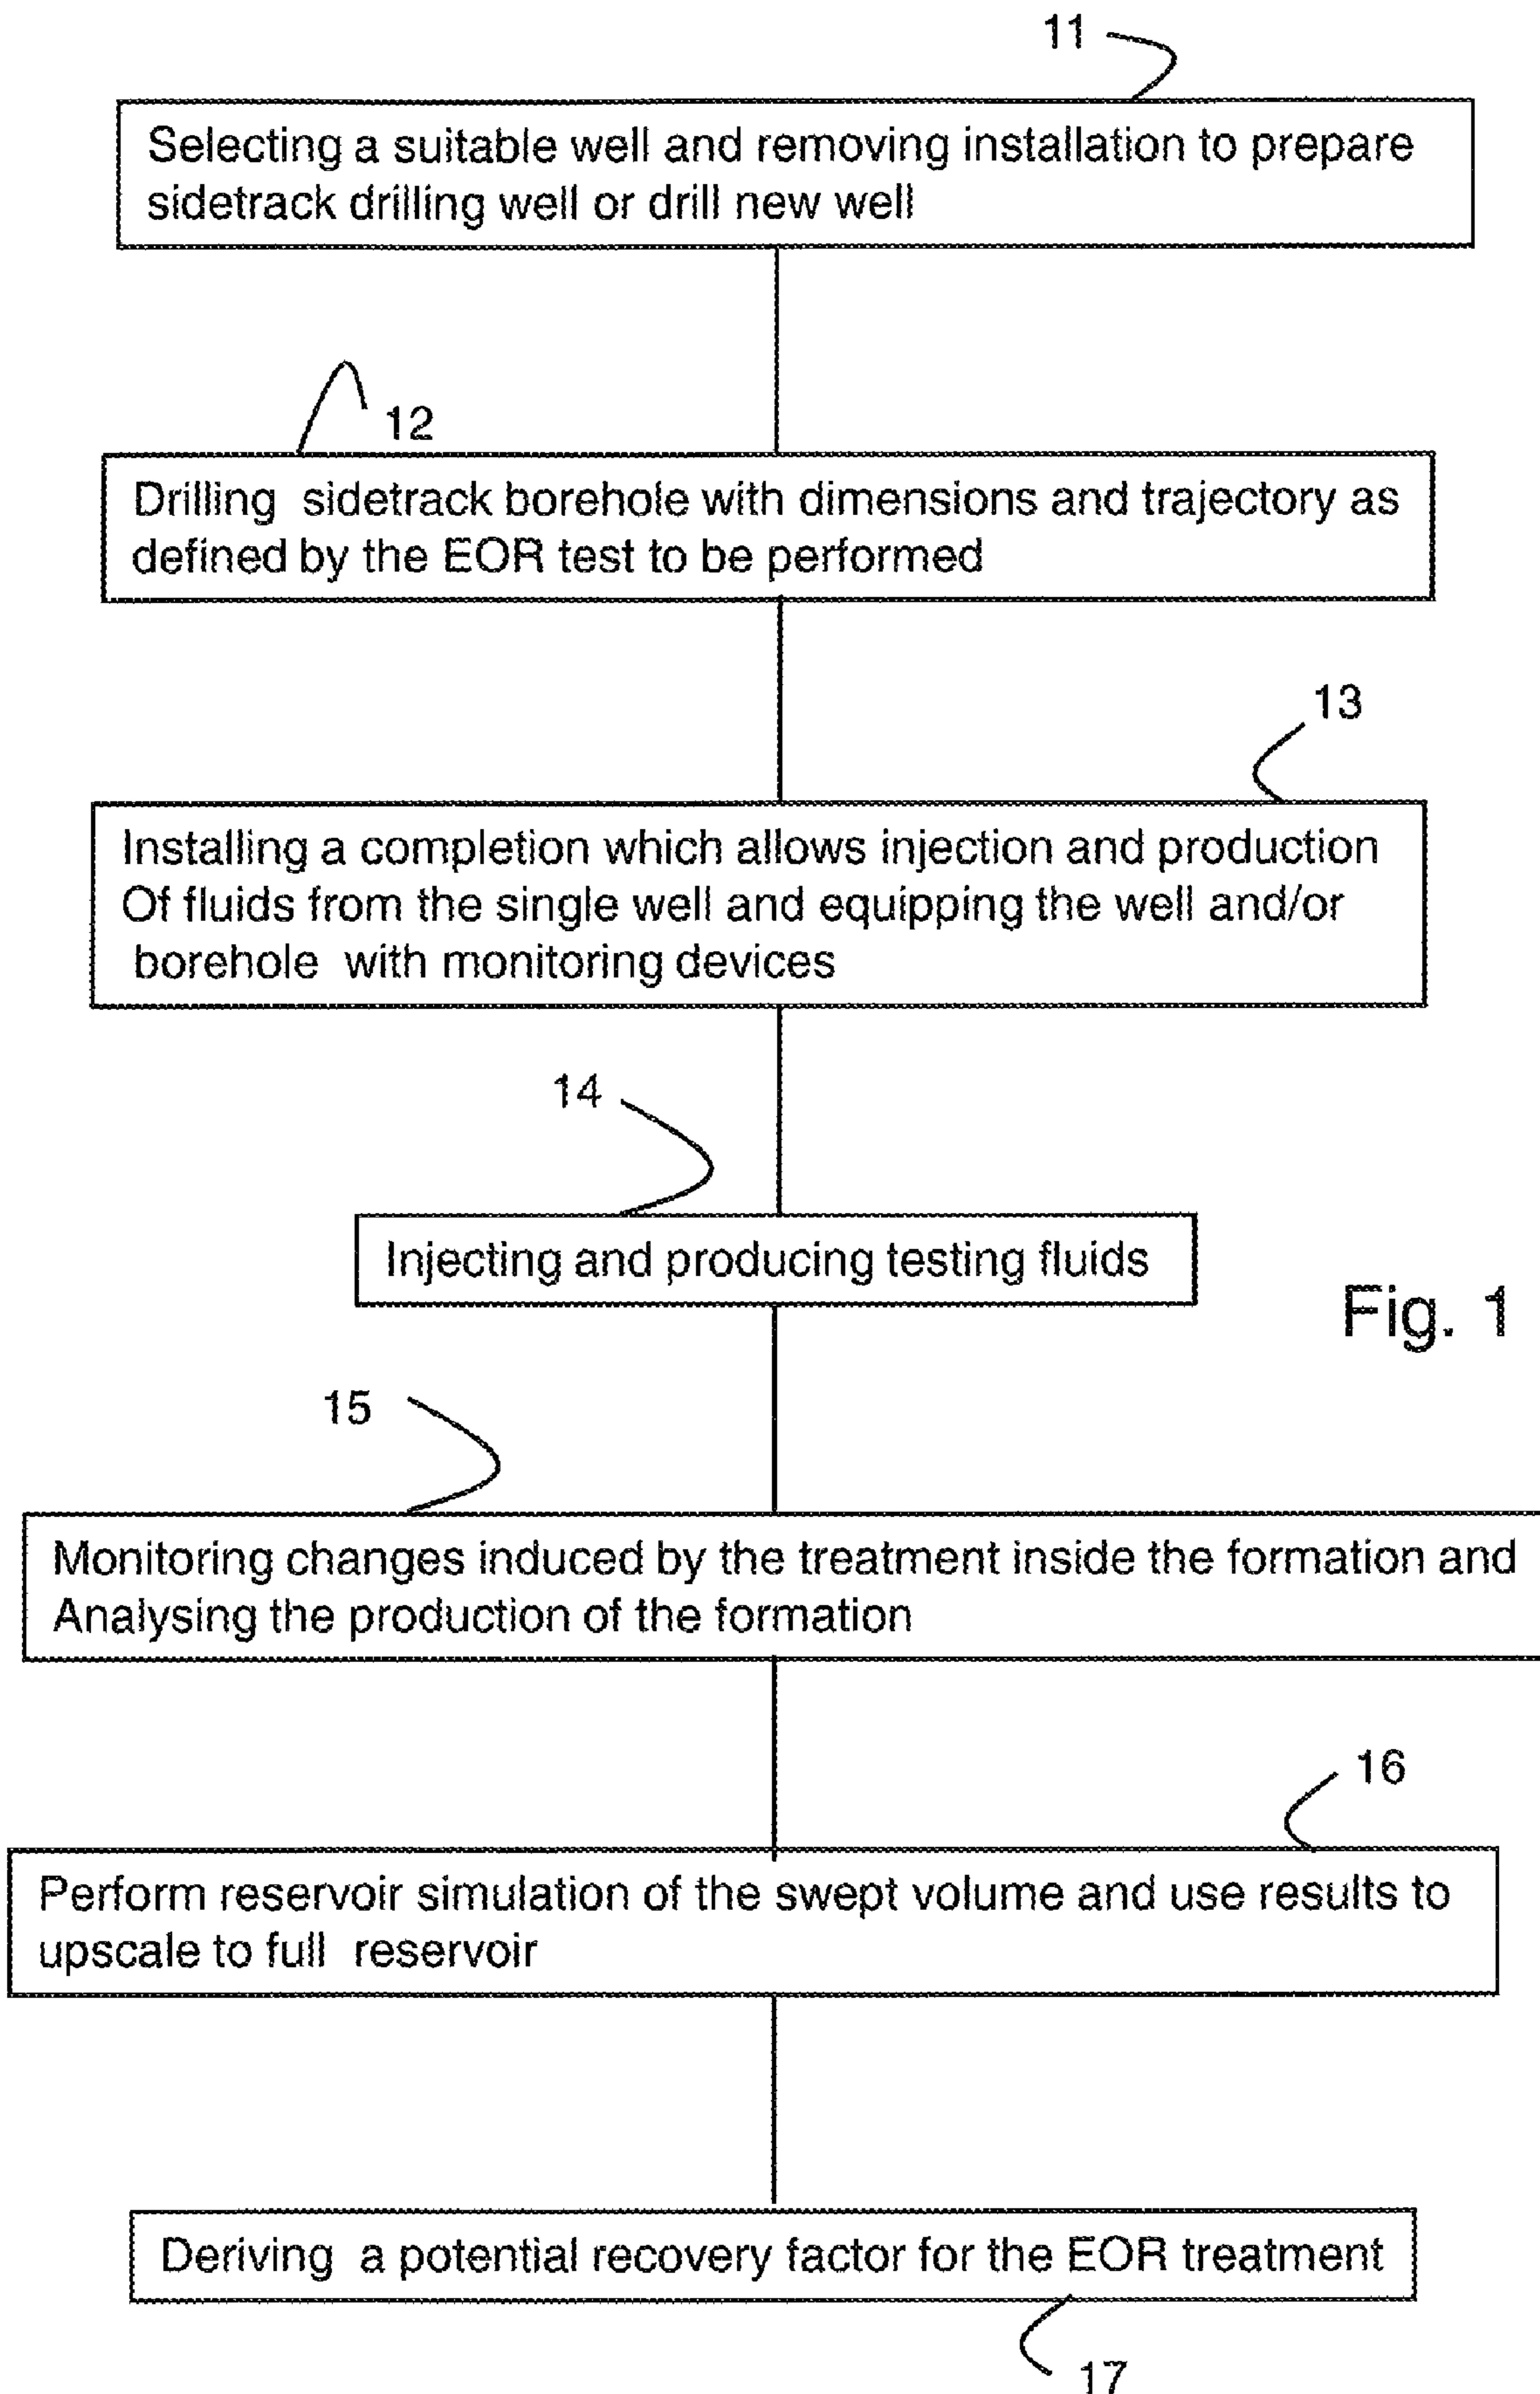 11
Selecting a suitable well and removing installation to prepare
sidetrack drilling well or drill new well
12
Drilling sidetrack borehole with dimensions and trajectory as
defined by the EOR test to be performed
13
Installing a completion which allows injection and production
Of fluids from the single well and equipping the well and/or
borehole with monitoring devices
14
Injecting and producing testing fluids
Fig. 1
15
Monitoring changes induced by the treatment inside the formation and
Analysing the production of the formation
16
Perform reservoir simulation of the swept volume and use results to
upscale to full reservoir
Deriving a potential recovery factor for the EOR treatment
17